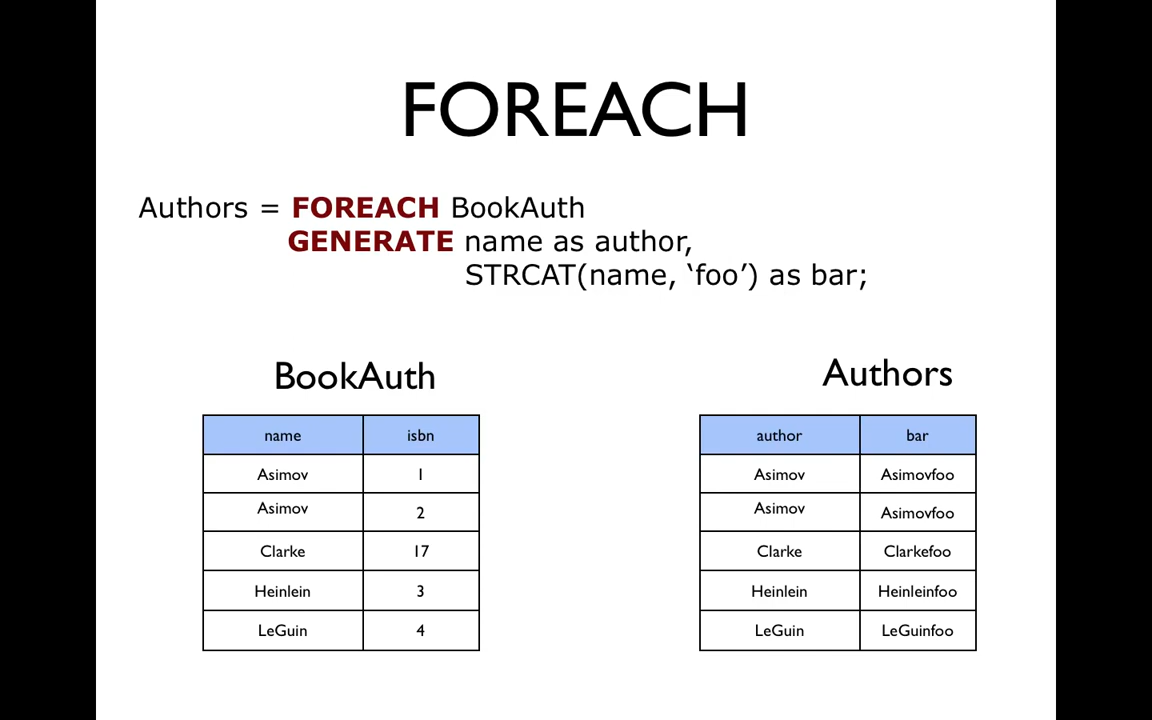 FOREACH
Authors = FOREACH BookAuth
GENERATE name as author,
STRCAT(name, ‘foo’) as bar;
BookAuth
name isbn
Asimov 1
Asimov 2
Clarke 17
Heinlein 3
LeGuin 4
Authors
author bar
Asimov Asimovfoo
Asimov Asimovfoo
Clarke Clarkefoo
Heinlein Heinleinfoo
LeGuin LeGuinfoo